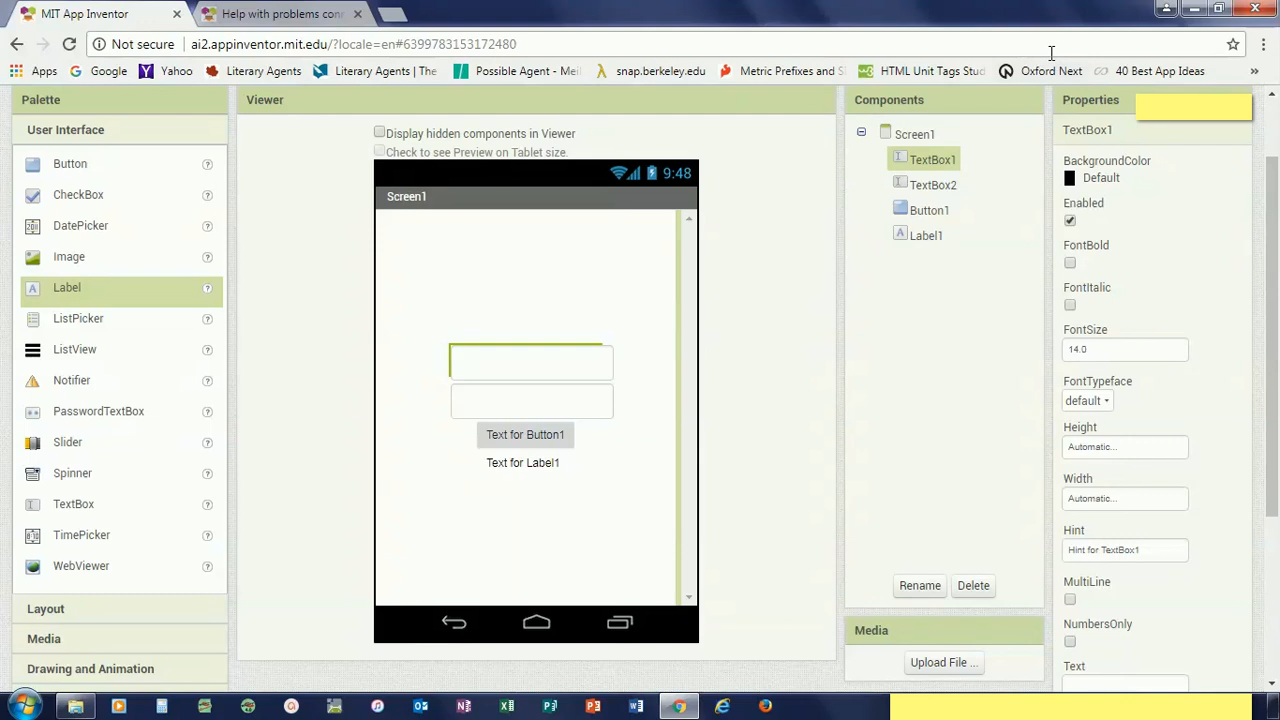 MIT App Inventor
Help with problems conn
Not secure
ai2.appinventor.mit.edu/?locale=en#6399783153172480
Apps
Google
Yahoo
Literary Agents
Literary Agents | The
Possible Agent - Mei
snap.berkeley.edu
Metric Prefixes and S
HTML Unit Tags Stud
Oxford Next
40 Best App Ideas
»
Palette
User Interface
Button
CheckBox
DatePicker
Image
Label
ListPicker
ListView
Notifier
PasswordTextBox
Slider
Spinner
TextBox
TimePicker
WebViewer
Layout
Media
Drawing and Animation
Viewer
Display hidden components in Viewer
Check to see Preview on Tablet size.
9:48
Screen1
Text for Button1
Text for Label1
Components
Screen1
TextBox1
TextBox2
Button1
Label1
Rename
Delete
Media
Upload File ...
Properties
TextBox1
BackgroundColor
Default
Enabled
FontBold
FontItalic
FontSize
14.0
FontTypeface
default
Height
Automatic...
Width
Automatic...
Hint
Hint for TextBox1
MultiLine
NumbersOnly
Text